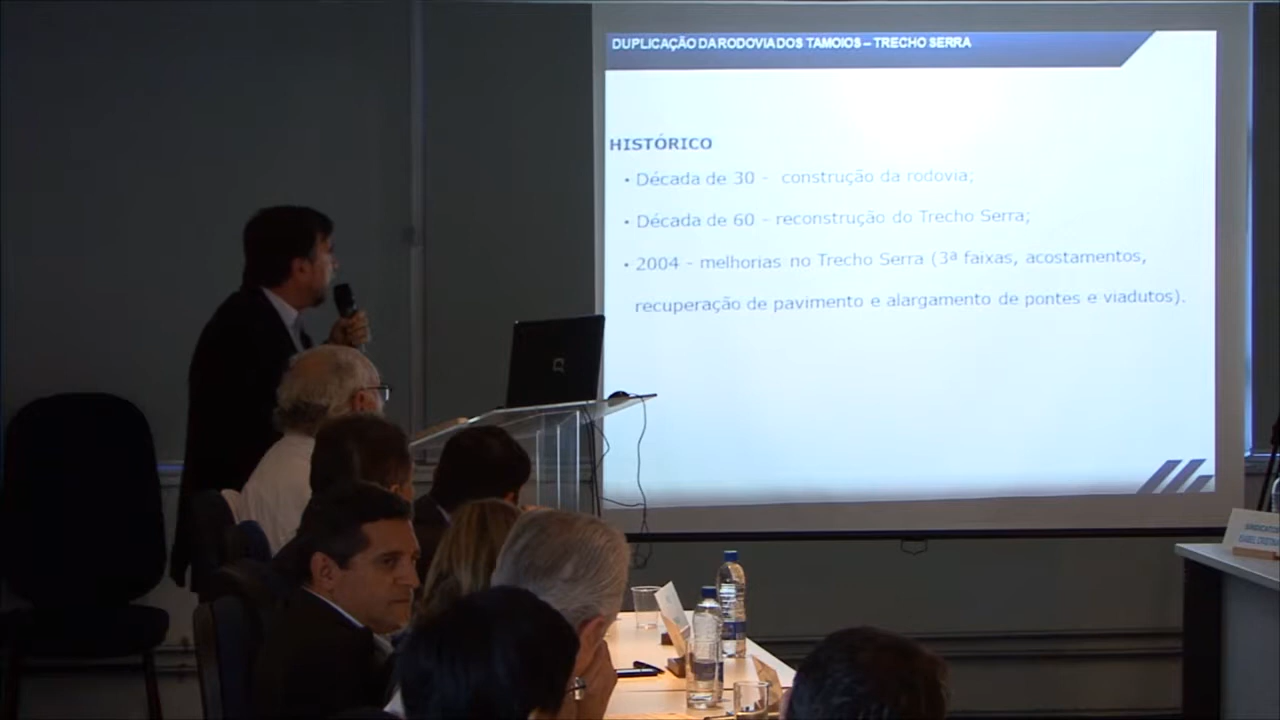 DUPLICAÇÃO DA RODOVIA DOS TAMOIOS – TRECHO SERRA
HISTÓRICO
• Década de 30 - construção da rodovia;
• Década de 60 – reconstrução do Trecho Serra;
• 2004 - melhorias no Trecho Serra (3ª faixas, acostamentos,
recuperação de pavimento e alargamento de pontes e viadutos).